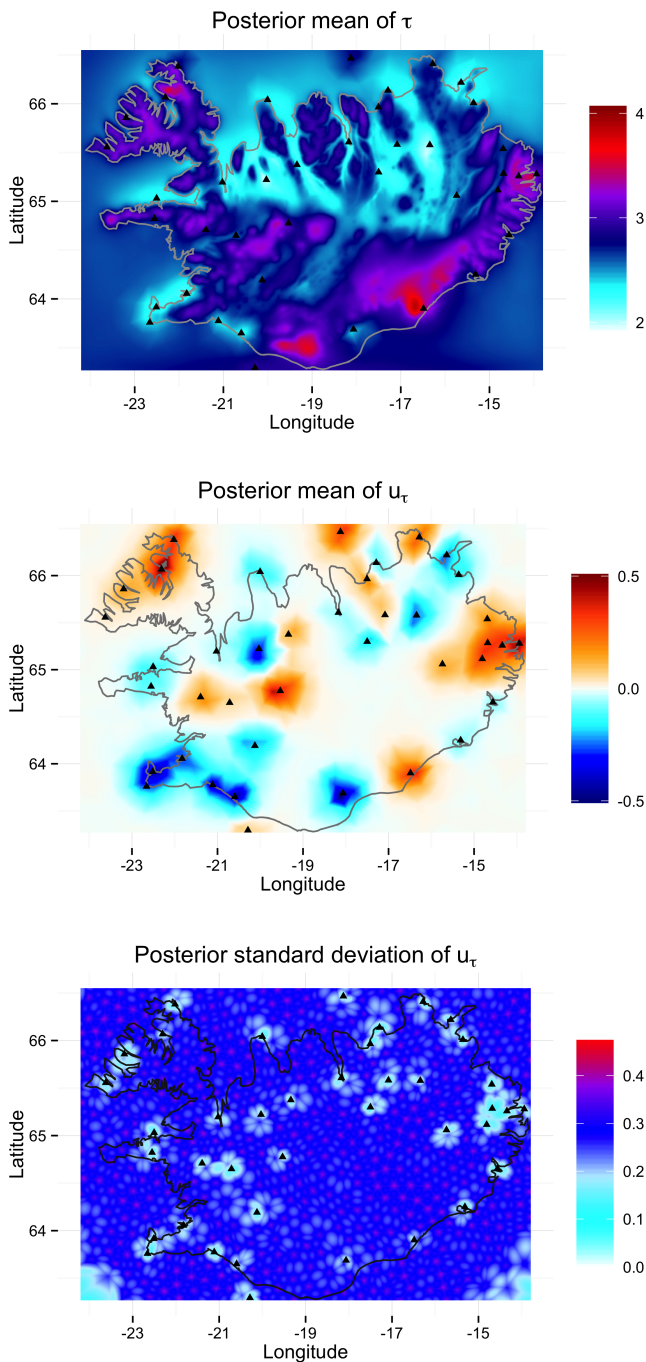 Posterior mean of τ
66
65
64
Latitude
-23 -21 -19 -17 -15
Longitude
4
3
2
Posterior mean of uτ
66
65
64
Latitude
-23 -21 -19 -17 -15
Longitude
0.5
0.0
-0.5
Posterior standard deviation of uτ
66
65
64
Latitude
-23 -21 -19 -17 -15
Longitude
0.4
0.3
0.2
0.1
0.0